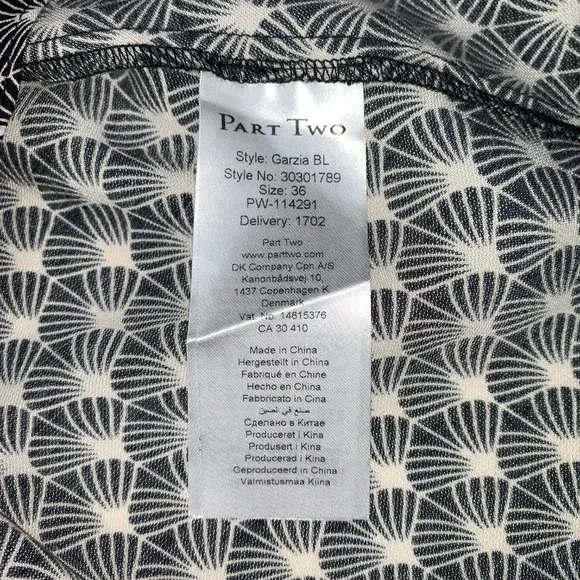 PART TWO
Style: Garzia BL
Style No: 30301789
Size: 36
PW-114291
Delivery: 1702
Part Two
www.parttwo.com
DK Company Cph A/S
Kanonbådsvej 10,
1437 Copenhagen K
Denmark
Vat. No. 14815376
CA 30 410
Made in China
Hergestellt in China
Fabriqué en Chine
Hecho en China
Fabbricato in Cina
صنع في الصين
Сделано в Китае
Produceret i Kina
Produsert i Kina
Producerad i Kina
Geproduceerd in China
Valmistusmaa Kiina